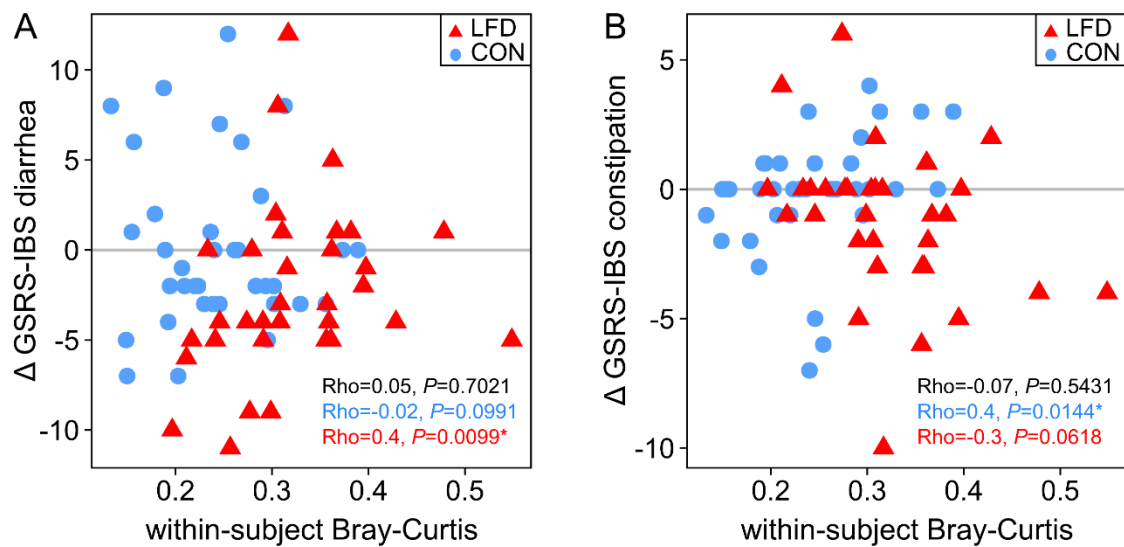 A
LFD
CON
10
5
0
-5
-10
Δ GSRS-IBS diarrhea
Rho=0.05, P=0.7021
Rho=-0.02, P=0.0991
Rho=0.4, P=0.0099*
0.2 0.3 0.4 0.5
within-subject Bray-Curtis
B
LFD
CON
5
0
-5
-10
Δ GSRS-IBS constipation
Rho=-0.07, P=0.5431
Rho=0.4, P=0.0144*
Rho=-0.3, P=0.0618
0.2 0.3 0.4 0.5
within-subject Bray-Curtis